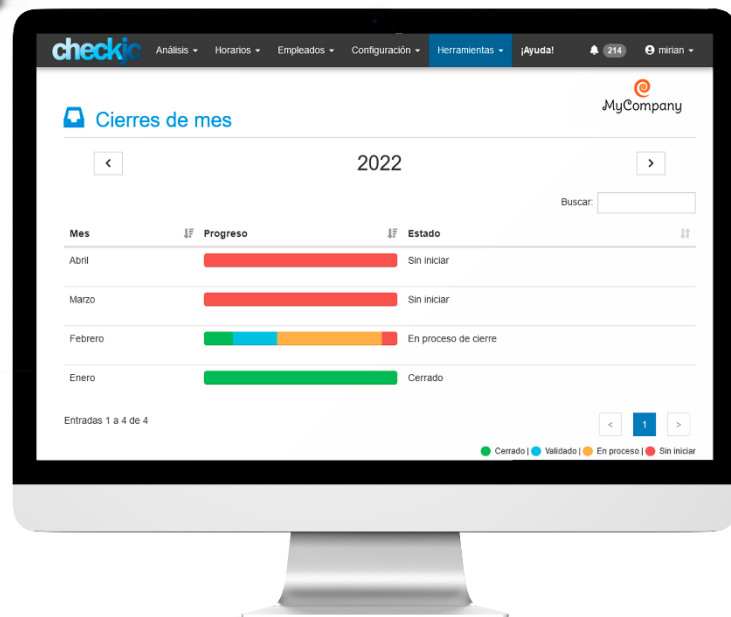 checkjc Análisis Horarios Empleados Configuración Herramientas ¡Ayuda! 214 mirian
MyCompany
Cierres de mes
< 2022 >
Buscar:
Mes Progreso Estado
Abril Sin iniciar
Marzo Sin iniciar
Febrero En proceso de cierre
Enero Cerrado
Entradas 1 a 4 de 4
< 1 >
Cerrado | Validado | En proceso | Sin iniciar